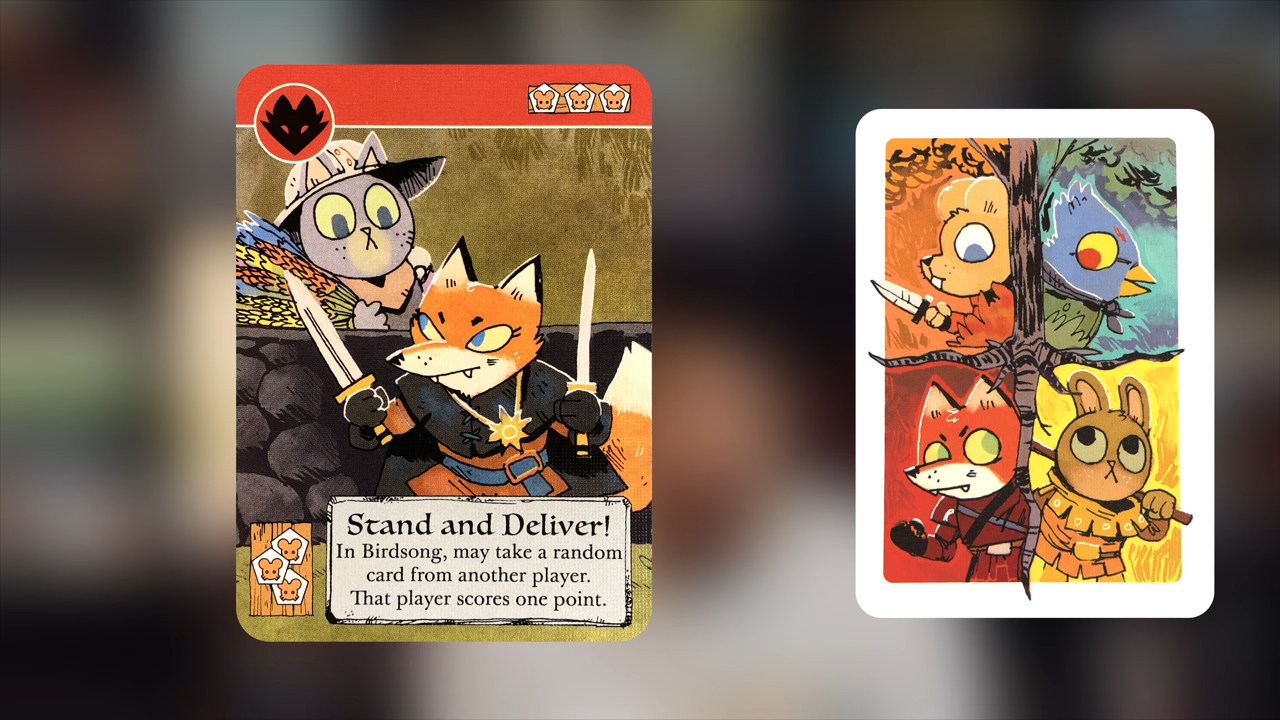 Stand and Deliver!
In Birdsong, may take a random
card from another player.
That player scores one point.